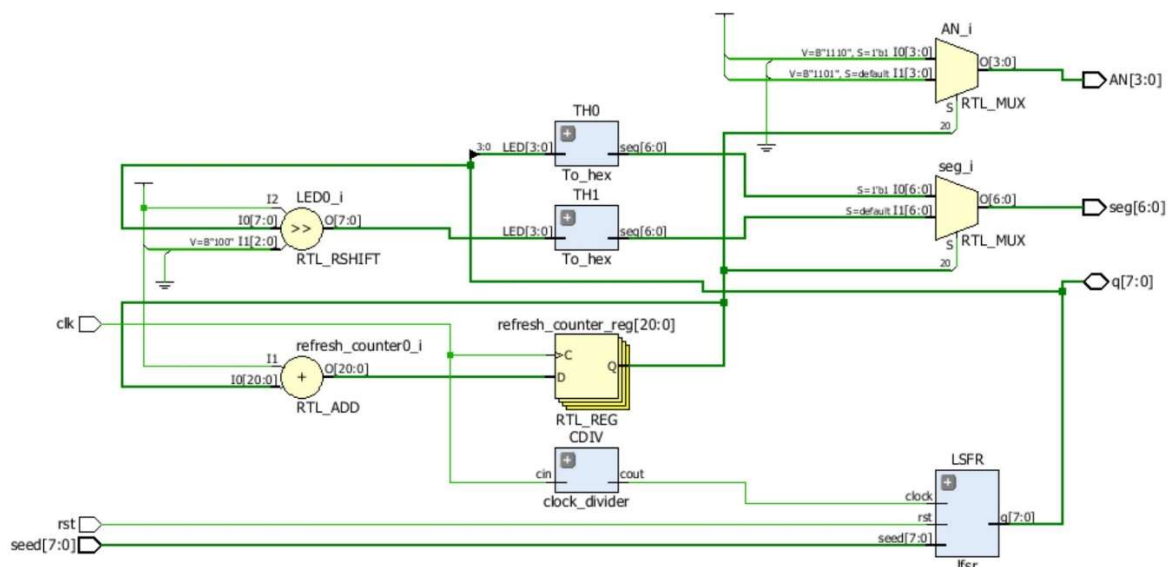 AN_i
V=B"1110", S=1'b1 I0[3:0]
V=B"1101", S=default I1[3:0]
O[3:0]
AN[3:0]
S
RTL_MUX
20
TH0
3:0
LED[3:0]
seg[6:0]
To_hex
seg_i
S=1'b1 I0[6:0]
S=default I1[6:0]
O[6:0]
seg[6:0]
S
RTL_MUX
20
LED0_i
I2
I0[7:0]
V=B"100" I1[2:0]
>>
O[7:0]
RTL_RSHIFT
TH1
LED[3:0]
seg[6:0]
To_hex
q[7:0]
clk
refresh_counter0_i
I1
I0[20:0]
+
O[20:0]
RTL_ADD
refresh_counter_reg[20:0]
C
D
Q
RTL_REG
CDIV
cin
cout
clock_divider
LSFR
clock
rst
seed[7:0]
q[7:0]
lfsr
rst
seed[7:0]